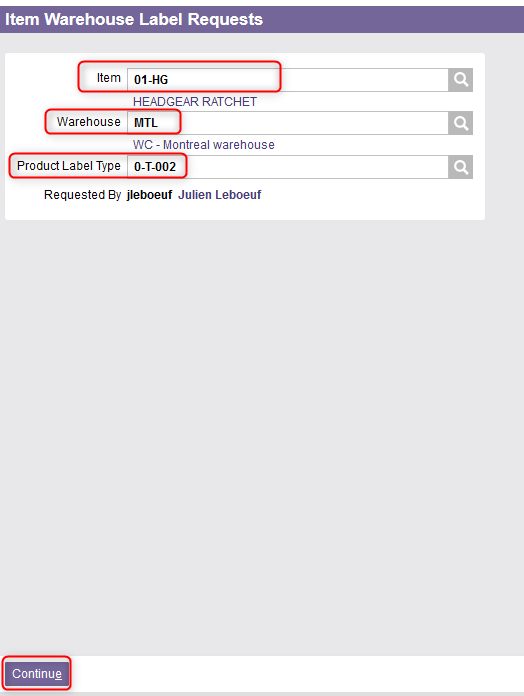 Item Warehouse Label Requests
Item 01-HG
HEADGEAR RATCHET
Warehouse MTL
WC - Montreal warehouse
Product Label Type 0-T-002
Requested By jleboeuf Julien Leboeuf
Continue